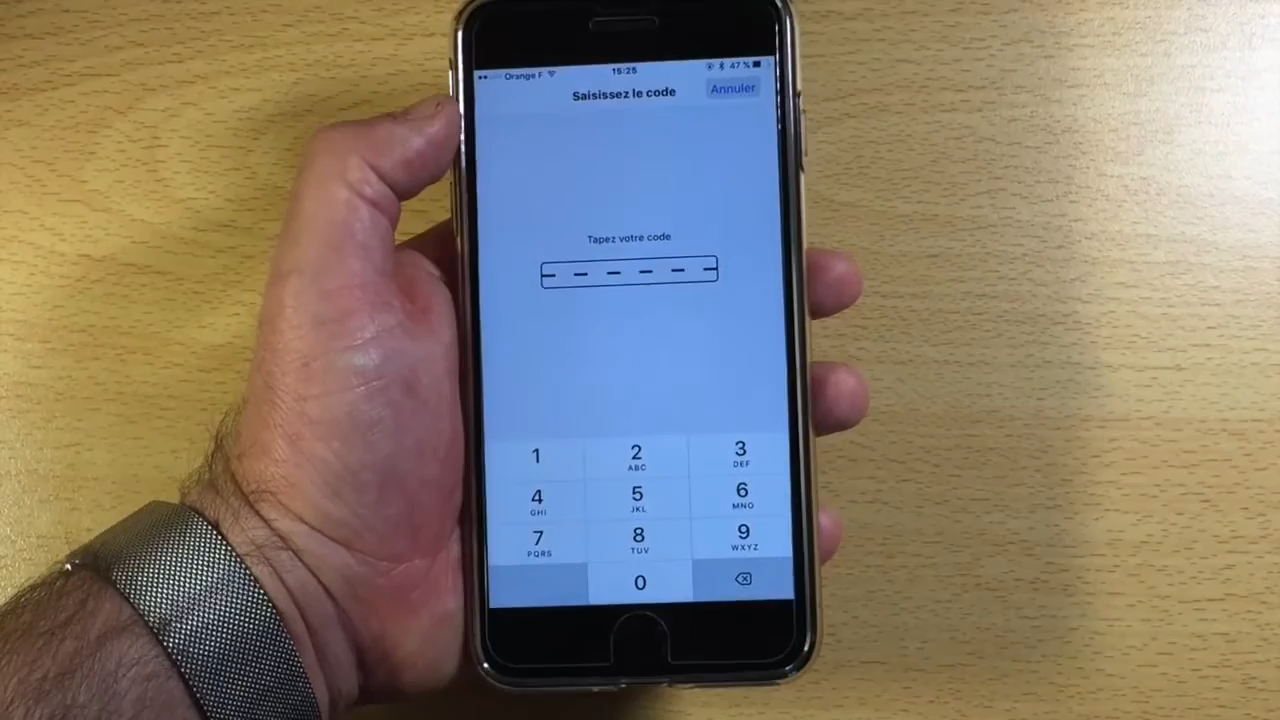 Orange F 15:25 47 %
Saisissez le code Annuler
Tapez votre code
1 2 3
ABC DEF
4 5 6
GHI JKL MNO
7 8 9
PQRS TUV WXYZ
0